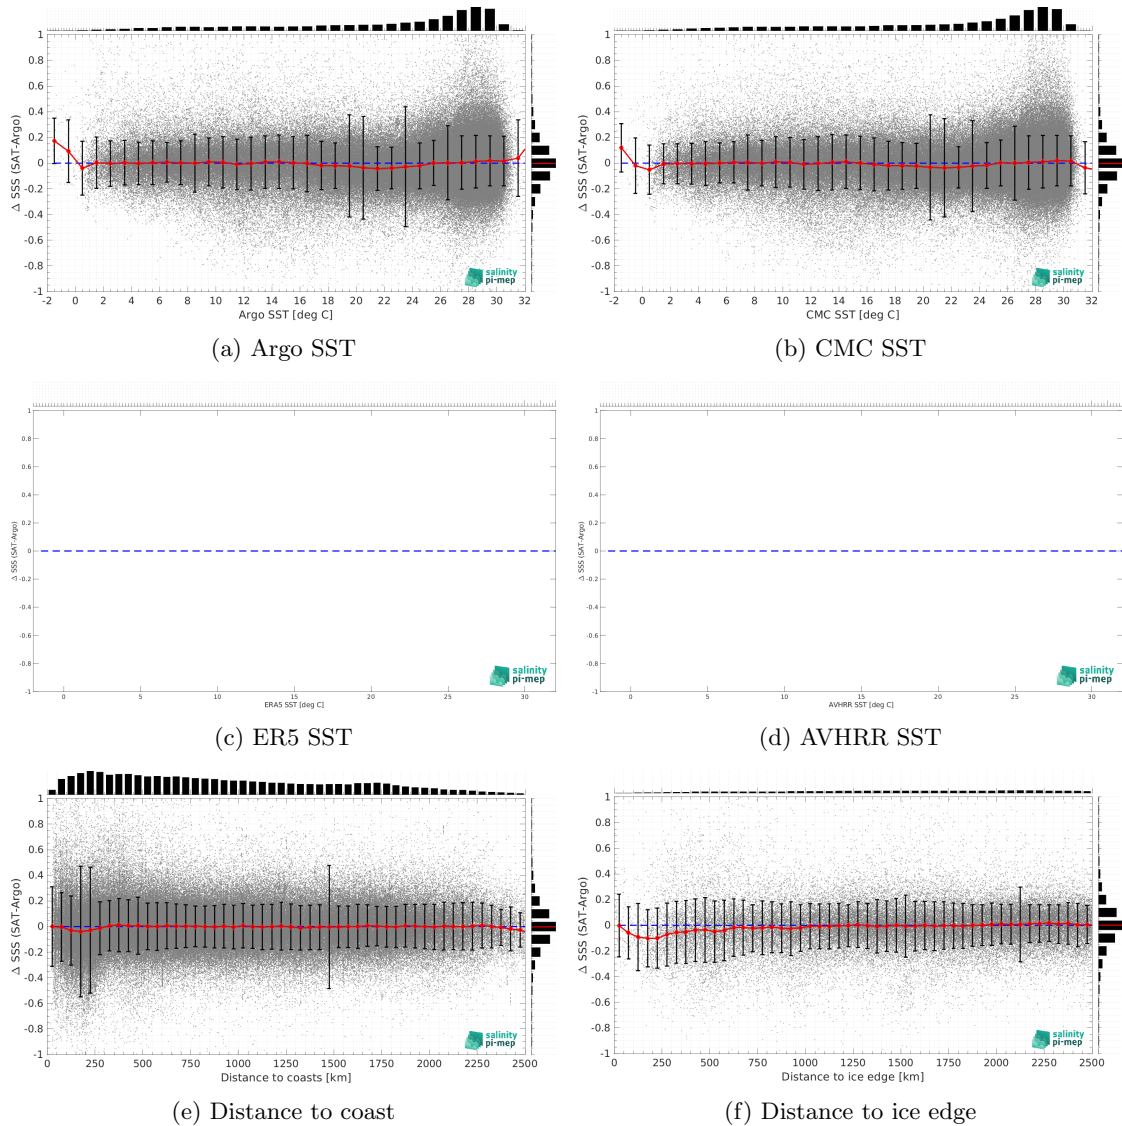 1
0.8
0.6
0.4
0.2
0
-0.2
-0.4
-0.6
-0.8
-1
Δ SSS (SAT-Argo)
-2 0 2 4 6 8 10 12 14 16 18 20 22 24 26 28 30 32
Argo SST [deg C]
salinity
pi-mep
(a) Argo SST
1
0.8
0.6
0.4
0.2
0
-0.2
-0.4
-0.6
-0.8
-1
Δ SSS (SAT-Argo)
-2 0 2 4 6 8 10 12 14 16 18 20 22 24 26 28 30 32
CMC SST [deg C]
salinity
pi-mep
(b) CMC SST
1
0.8
0.6
0.4
0.2
0
-0.2
-0.4
-0.6
-0.8
-1
Δ SSS (SAT-Argo)
0 5 10 15 20 25 30
ERA5 SST [deg C]
salinity
pi-mep
(c) ER5 SST
1
0.8
0.6
0.4
0.2
0
-0.2
-0.4
-0.6
-0.8
-1
Δ SSS (SAT-Argo)
0 5 10 15 20 25 30
AVHRR SST [deg C]
salinity
pi-mep
(d) AVHRR SST
1
0.8
0.6
0.4
0.2
0
-0.2
-0.4
-0.6
-0.8
-1
Δ SSS (SAT-Argo)
0 250 500 750 1000 1250 1500 1750 2000 2250 2500
Distance to coasts [km]
salinity
pi-mep
(e) Distance to coast
1
0.8
0.6
0.4
0.2
0
-0.2
-0.4
-0.6
-0.8
-1
Δ SSS (SAT-Argo)
0 250 500 750 1000 1250 1500 1750 2000 2250 2500
Distance to ice edge [km]
salinity
pi-mep
(f) Distance to ice edge